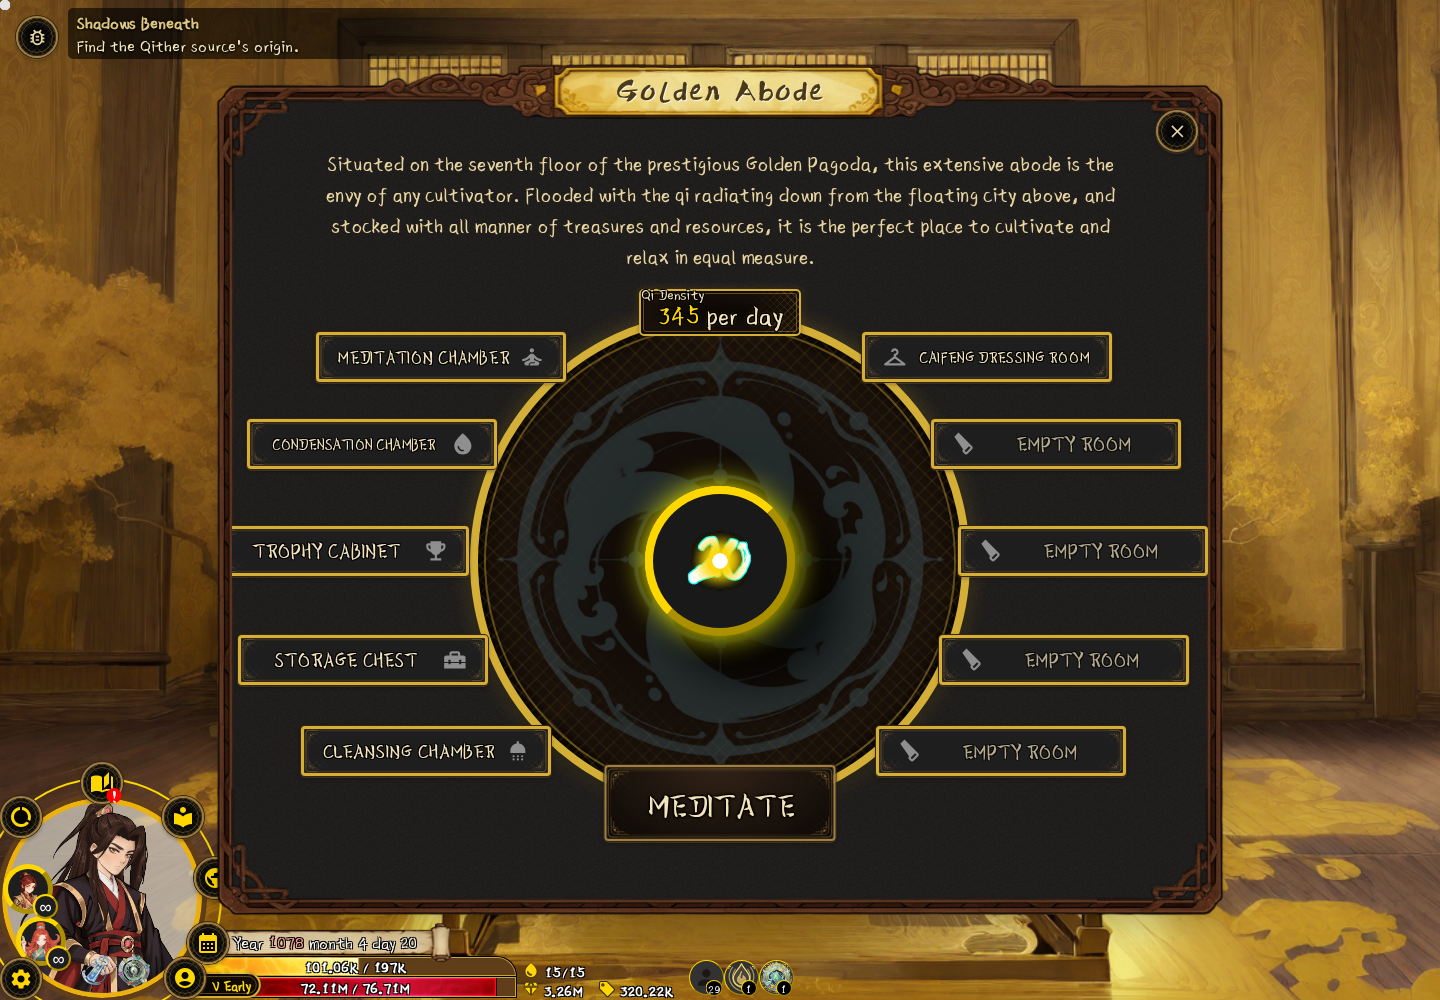 Shadows Beneath
Find the Qither source's origin.
Golden Abode
Situated on the seventh floor of the prestigious Golden Pagoda, this extensive abode is the
envy of any cultivator. Flooded with the qi radiating down from the floating city above, and
stocked with all manner of treasures and resources, it is the perfect place to cultivate and
relax in equal measure.
Qi Density
345 per day
MEDITATION CHAMBER
CAIFENG DRESSING ROOM
CONDENSATION CHAMBER
EMPTY ROOM
TROPHY CABINET
EMPTY ROOM
STORAGE CHEST
EMPTY ROOM
CLEANSING CHAMBER
EMPTY ROOM
MEDITATE
∞
∞
Year 1078 month 4 day 20
101.06K / 197K
15/15
V Early
72.11M / 76.71M
3.26M
320.22K
29
1
1